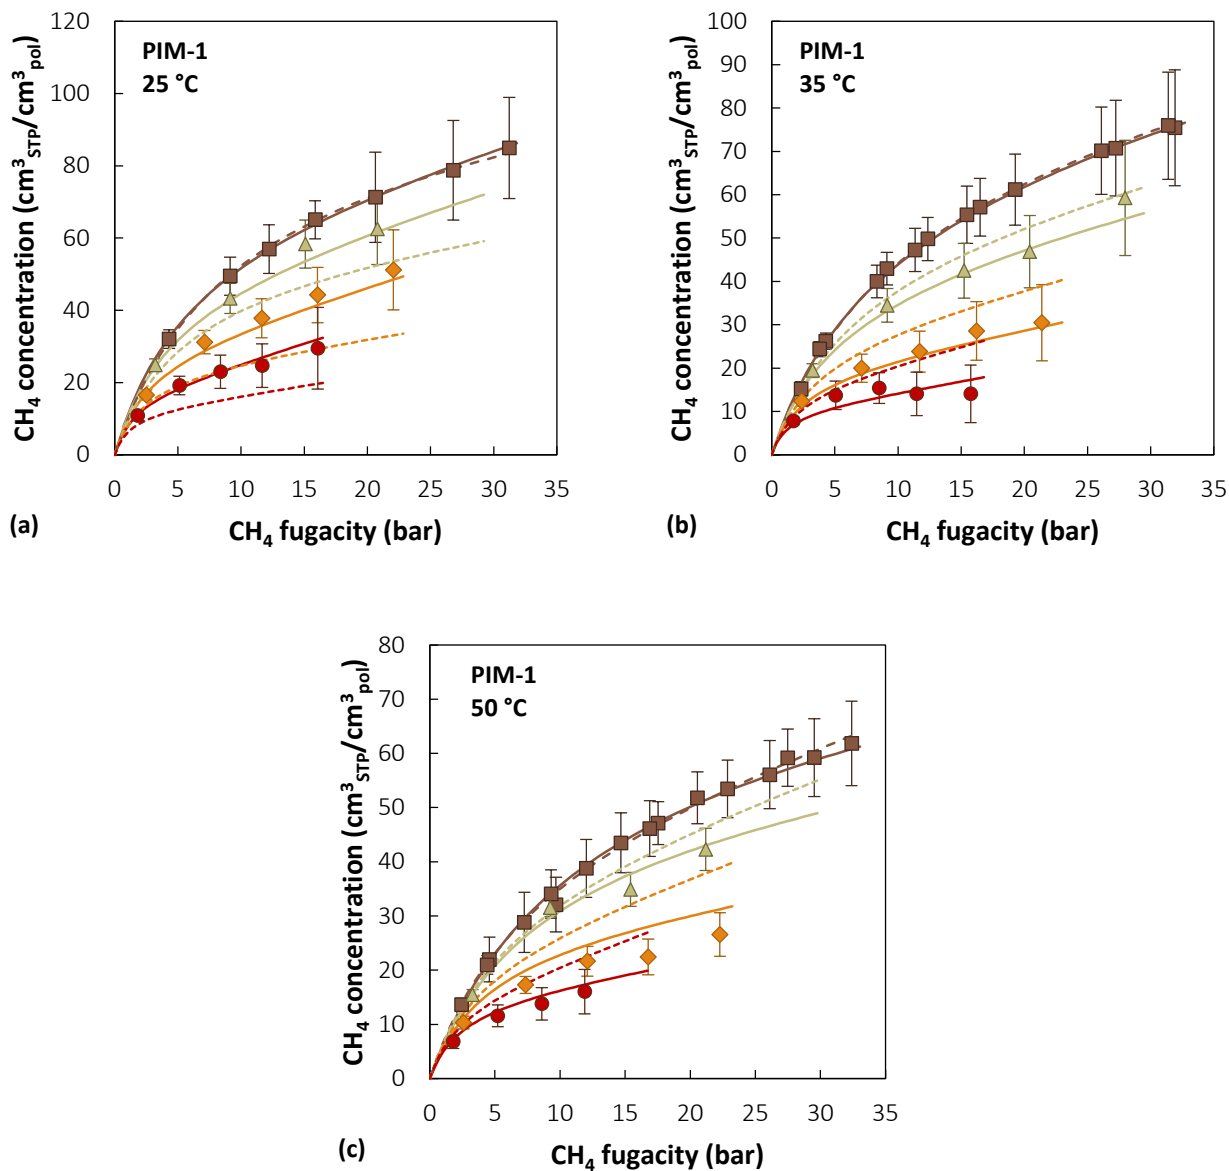 PIM-1
25 °C
CH₄ concentration (cm³STP/cm³pol)
120
100
80
60
40
20
0
0 5 10 15 20 25 30 35
CH₄ fugacity (bar)
(a)
PIM-1
35 °C
CH₄ concentration (cm³STP/cm³pol)
100
90
80
70
60
50
40
30
20
10
0
0 5 10 15 20 25 30 35
CH₄ fugacity (bar)
(b)
PIM-1
50 °C
CH₄ concentration (cm³STP/cm³pol)
80
70
60
50
40
30
20
10
0
0 5 10 15 20 25 30 35
CH₄ fugacity (bar)
(c)